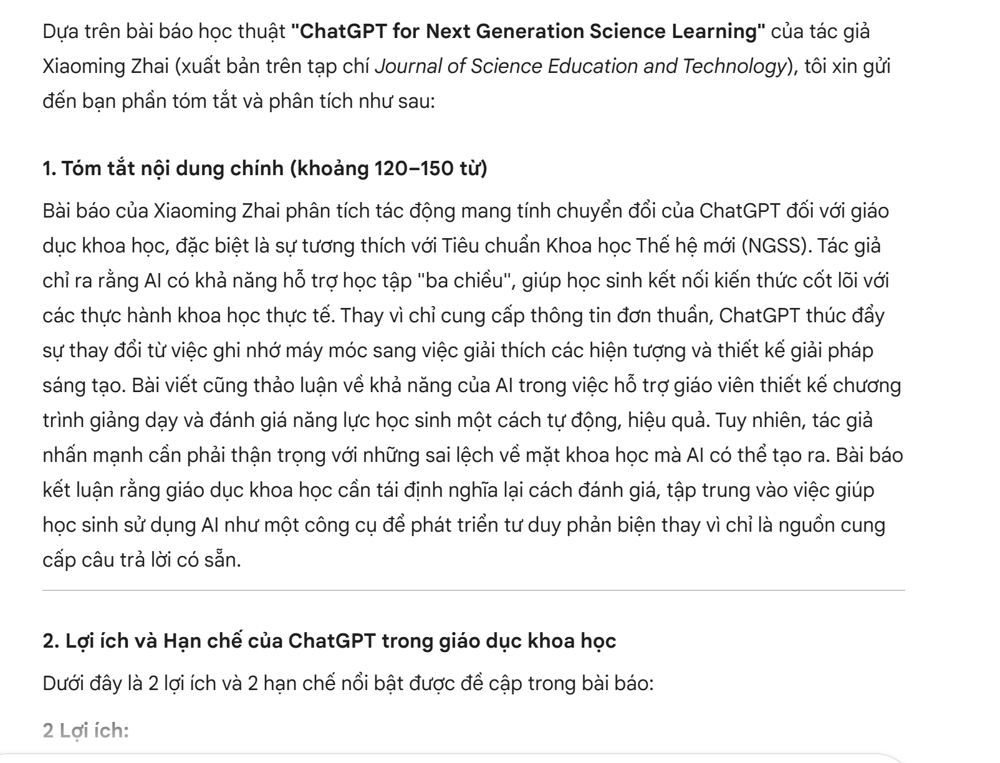 Dựa trên bài báo học thuật "ChatGPT for Next Generation Science Learning" của tác giả
Xiaoming Zhai (xuất bản trên tạp chí Journal of Science Education and Technology), tôi xin gửi
đến bạn phần tóm tắt và phân tích như sau:
1. Tóm tắt nội dung chính (khoảng 120–150 từ)
Bài báo của Xiaoming Zhai phân tích tác động mang tính chuyển đổi của ChatGPT đối với giáo
dục khoa học, đặc biệt là sự tương thích với Tiêu chuẩn Khoa học Thế hệ mới (NGSS). Tác giả
chỉ ra rằng AI có khả năng hỗ trợ học tập "ba chiều", giúp học sinh kết nối kiến thức cốt lõi với
các thực hành khoa học thực tế. Thay vì chỉ cung cấp thông tin đơn thuần, ChatGPT thúc đẩy
sự thay đổi từ việc ghi nhớ máy móc sang việc giải thích các hiện tượng và thiết kế giải pháp
sáng tạo. Bài viết cũng thảo luận về khả năng của AI trong việc hỗ trợ giáo viên thiết kế chương
trình giảng dạy và đánh giá năng lực học sinh một cách tự động, hiệu quả. Tuy nhiên, tác giả
nhấn mạnh cần phải thận trọng với những sai lệch về mặt khoa học mà AI có thể tạo ra. Bài báo
kết luận rằng giáo dục khoa học cần tái định nghĩa lại cách đánh giá, tập trung vào việc giúp
học sinh sử dụng AI như một công cụ để phát triển tư duy phản biện thay vì chỉ là nguồn cung
cấp câu trả lời có sẵn.
2. Lợi ích và Hạn chế của ChatGPT trong giáo dục khoa học
Dưới đây là 2 lợi ích và 2 hạn chế nổi bật được đề cập trong bài báo:
2 Lợi ích: